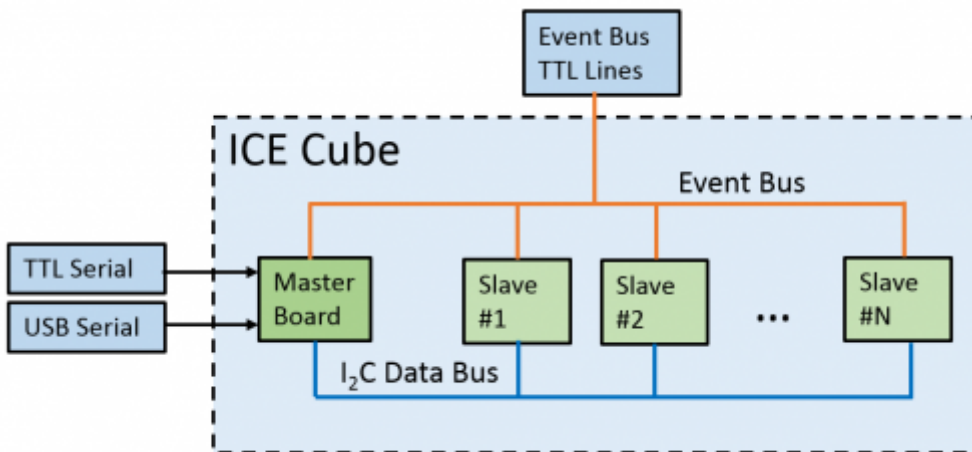 Event Bus
TTL Lines
ICE Cube
Event Bus
TTL Serial
USB Serial
Master
Board
Slave
#1
Slave
#2
...
Slave
#N
I₂C Data Bus